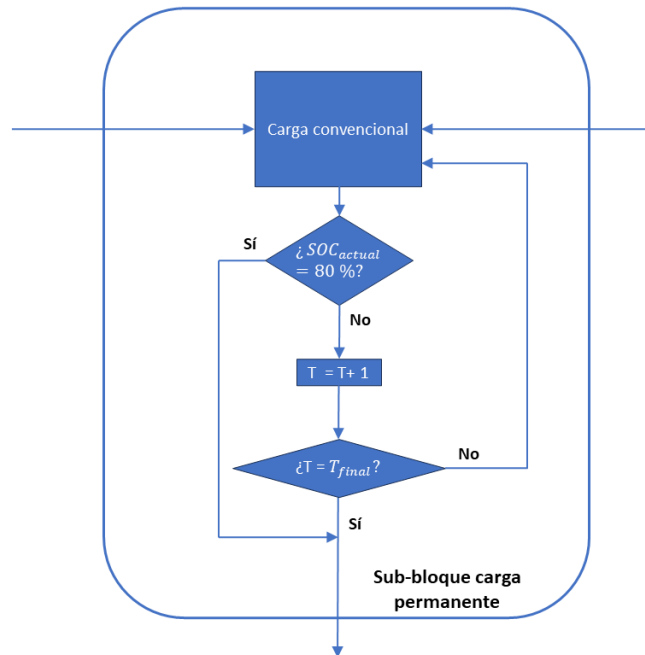 Carga convencional
Sí
¿ SOC_actual
= 80 %?
No
T = T+ 1
¿T = T_final?
No
Sí
Sub-bloque carga
permanente